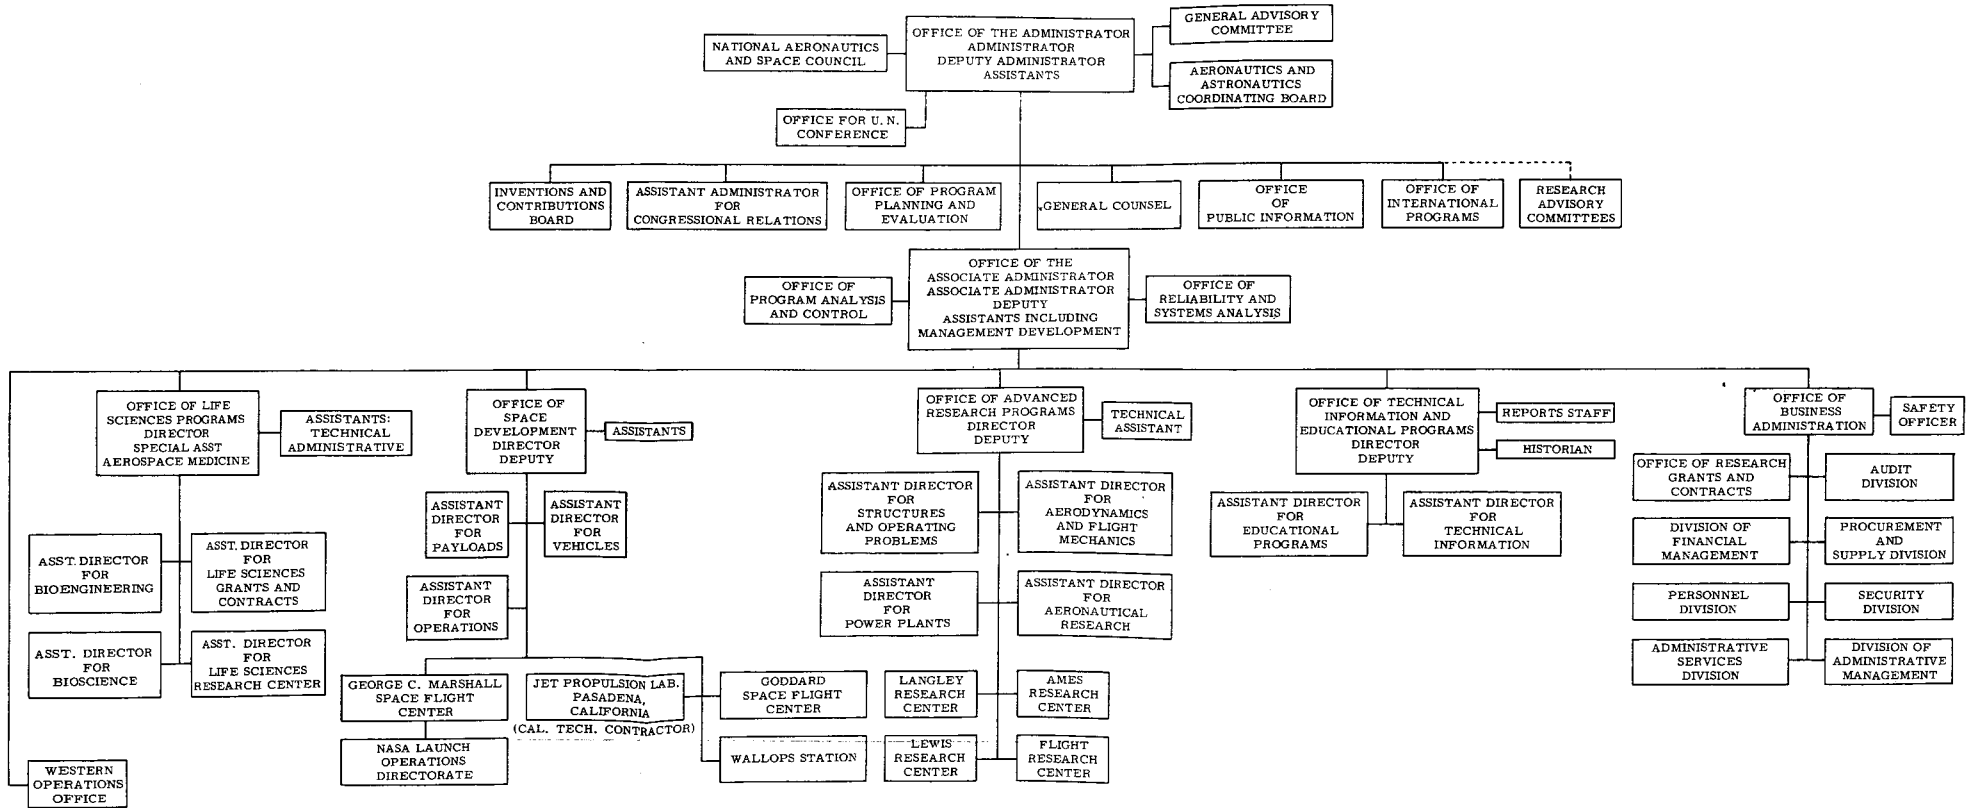 GENERAL ADVISORY
COMMITTEE
OFFICE OF THE ADMINISTRATOR
ADMINISTRATOR
DEPUTY ADMINISTRATOR
ASSISTANTS
NATIONAL AERONAUTICS
AND SPACE COUNCIL
AERONAUTICS AND
ASTRONAUTICS
COORDINATING BOARD
OFFICE FOR U. N.
CONFERENCE
INVENTIONS AND
CONTRIBUTIONS
BOARD
ASSISTANT ADMINISTRATOR
FOR
CONGRESSIONAL RELATIONS
OFFICE OF PROGRAM
PLANNING AND
EVALUATION
GENERAL COUNSEL
OFFICE
OF
PUBLIC INFORMATION
OFFICE OF
INTERNATIONAL
PROGRAMS
RESEARCH
ADVISORY
COMMITTEES
OFFICE OF
PROGRAM ANALYSIS
AND CONTROL
OFFICE OF THE
ASSOCIATE ADMINISTRATOR
ASSOCIATE ADMINISTRATOR
DEPUTY
ASSISTANTS INCLUDING
MANAGEMENT DEVELOPMENT
OFFICE OF
RELIABILITY AND
SYSTEMS ANALYSIS
OFFICE OF LIFE
SCIENCES PROGRAMS
DIRECTOR
SPECIAL ASST
AEROSPACE MEDICINE
ASSISTANTS:
TECHNICAL
ADMINISTRATIVE
OFFICE OF
SPACE
DEVELOPMENT
DIRECTOR
DEPUTY
ASSISTANTS
OFFICE OF ADVANCED
RESEARCH PROGRAMS
DIRECTOR
DEPUTY
TECHNICAL
ASSISTANT
OFFICE OF TECHNICAL
INFORMATION AND
EDUCATIONAL PROGRAMS
DIRECTOR
DEPUTY
REPORTS STAFF
HISTORIAN
OFFICE OF
BUSINESS
ADMINISTRATION
SAFETY
OFFICER
ASST. DIRECTOR
FOR
BIOENGINEERING
ASST. DIRECTOR
FOR
LIFE SCIENCES
GRANTS AND
CONTRACTS
ASST. DIRECTOR
FOR
BIOSCIENCE
ASST. DIRECTOR
FOR
LIFE SCIENCES
RESEARCH CENTER
ASSISTANT
DIRECTOR
FOR
PAYLOADS
ASSISTANT
DIRECTOR
FOR
VEHICLES
ASSISTANT
DIRECTOR
FOR
OPERATIONS
GEORGE C. MARSHALL
SPACE FLIGHT
CENTER
JET PROPULSION LAB.
PASADENA,
CALIFORNIA
(CAL. TECH. CONTRACTOR)
GODDARD
SPACE FLIGHT
CENTER
NASA LAUNCH
OPERATIONS
DIRECTORATE
WALLOPS STATION
ASSISTANT DIRECTOR
FOR
STRUCTURES
AND OPERATING
PROBLEMS
ASSISTANT DIRECTOR
FOR
AERODYNAMICS
AND FLIGHT
MECHANICS
ASSISTANT
DIRECTOR
FOR
POWER PLANTS
ASSISTANT DIRECTOR
FOR
AERONAUTICAL
RESEARCH
LANGLEY
RESEARCH
CENTER
AMES
RESEARCH
CENTER
LEWIS
RESEARCH
CENTER
FLIGHT
RESEARCH
CENTER
ASSISTANT DIRECTOR
FOR
EDUCATIONAL
PROGRAMS
ASSISTANT DIRECTOR
FOR
TECHNICAL
INFORMATION
OFFICE OF RESEARCH
GRANTS AND
CONTRACTS
AUDIT
DIVISION
DIVISION OF
FINANCIAL
MANAGEMENT
PROCUREMENT
AND
SUPPLY DIVISION
PERSONNEL
DIVISION
SECURITY
DIVISION
ADMINISTRATIVE
SERVICES
DIVISION
DIVISION OF
ADMINISTRATIVE
MANAGEMENT
WESTERN
OPERATIONS
OFFICE